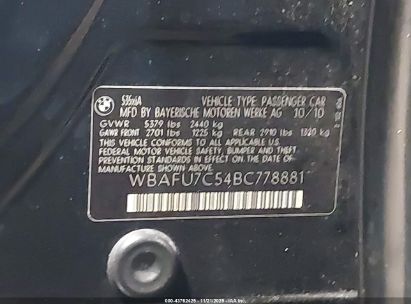 BMW
535xiA VEHICLE TYPE PASSENGER CAR
MFD BY BAYERISCHE MOTOREN WERKE AG 10/10
GVWR 5379 lbs 2440 kg
GAWR FRONT 2701 lbs 1225 kg REAR 2910 lbs 1320 kg
THIS VEHICLE CONFORMS TO ALL APPLICABLE
FEDERAL MOTOR VEHICLE SAFETY, BUMPER, AND
THEFT PREVENTION STANDARDS IN EFFECT ON DATE OF
MANUFACTURE SHOWN ABOVE
WBAFU7C54BC778881